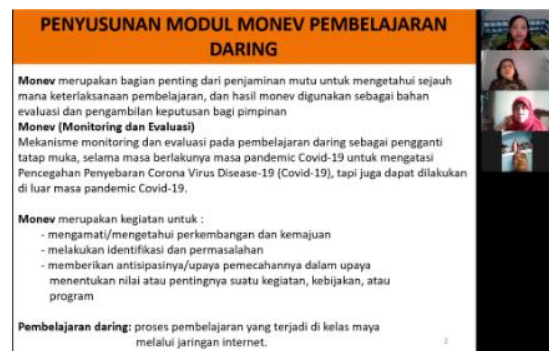 PENYUSUNAN MODUL MONEV PEMBELAJARAN
DARING
Monev merupakan bagian penting dari penjaminan mutu untuk mengetahui sejauh
mana keterlaksanaan pembelajaran, dan hasil monev digunakan sebagai bahan
evaluasi dan pengambilan keputusan bagi pimpinan
Monev (Monitoring dan Evaluasi)
Mekanisme monitoring dan evaluasi pada pembelajaran daring sebagai pengganti
tatap muka, selama masa berlakunya masa pandemic Covid-19 untuk mengatasi
Pencegahan Penyebaran Corona Virus Disease-19 (Covid-19), tapi juga dapat dilakukan
di luar masa pandemic Covid-19.
Monev merupakan kegiatan untuk :
- mengamati/mengetahui perkembangan dan kemajuan
- melakukan identifikasi dan permasalahan
- memberikan antisipasinya/upaya pemecahannya dalam upaya
menentukan nilai atau pentingnya suatu kegiatan, kebijakan, atau
program
Pembelajaran daring: proses pembelajaran yang terjadi di kelas maya
melalui jaringan internet.
2